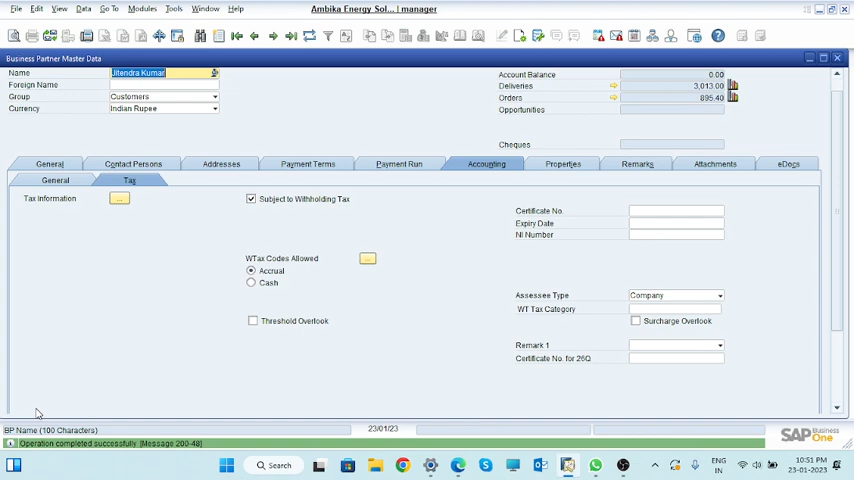 File Edit View Data Go To Modules Tools Window Help
Ambika Energy Sol... | manager
Business Partner Master Data
Name Jitendra Kumar
Foreign Name
Group Customers
Currency Indian Rupee
Account Balance 0.00
Deliveries 3,013.00
Orders 895.40
Opportunities
Cheques
General Contact Persons Addresses Payment Terms Payment Run Accounting Properties Remarks Attachments eDocs
General Tax
Tax Information ...
Subject to Withholding Tax
Certificate No.
Expiry Date
NI Number
WTax Codes Allowed ...
Accrual
Cash
Assessee Type Company
WT Tax Category
Threshold Overlook
Surcharge Overlook
Remark 1
Certificate No. for 26Q
BP Name (100 Characters)
23/01/23
Operation completed successfully [Message 200-48]
SAP Business One
Search
ENG
IN
10:51 PM
23-01-2023